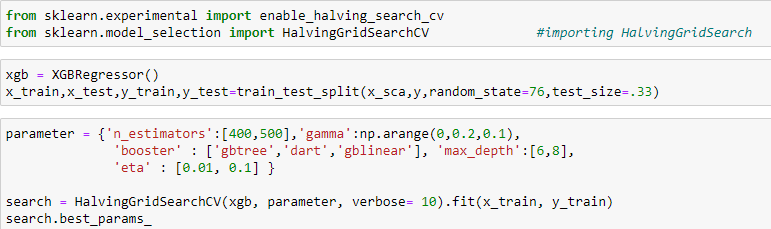 from sklearn.experimental import enable_halving_search_cv
from sklearn.model_selection import HalvingGridSearchCV #importing HalvingGridSearch
xgb = XGBRegressor()
x_train,x_test,y_train,y_test=train_test_split(x_sca,y,random_state=76,test_size=.33)
parameter = {'n_estimators':[400,500],'gamma':np.arange(0,0.2,0.1),
'booster' : ['gbtree','dart','gblinear'], 'max_depth':[6,8],
'eta' : [0.01, 0.1] }
search = HalvingGridSearchCV(xgb, parameter, verbose= 10).fit(x_train, y_train)
search.best_params_